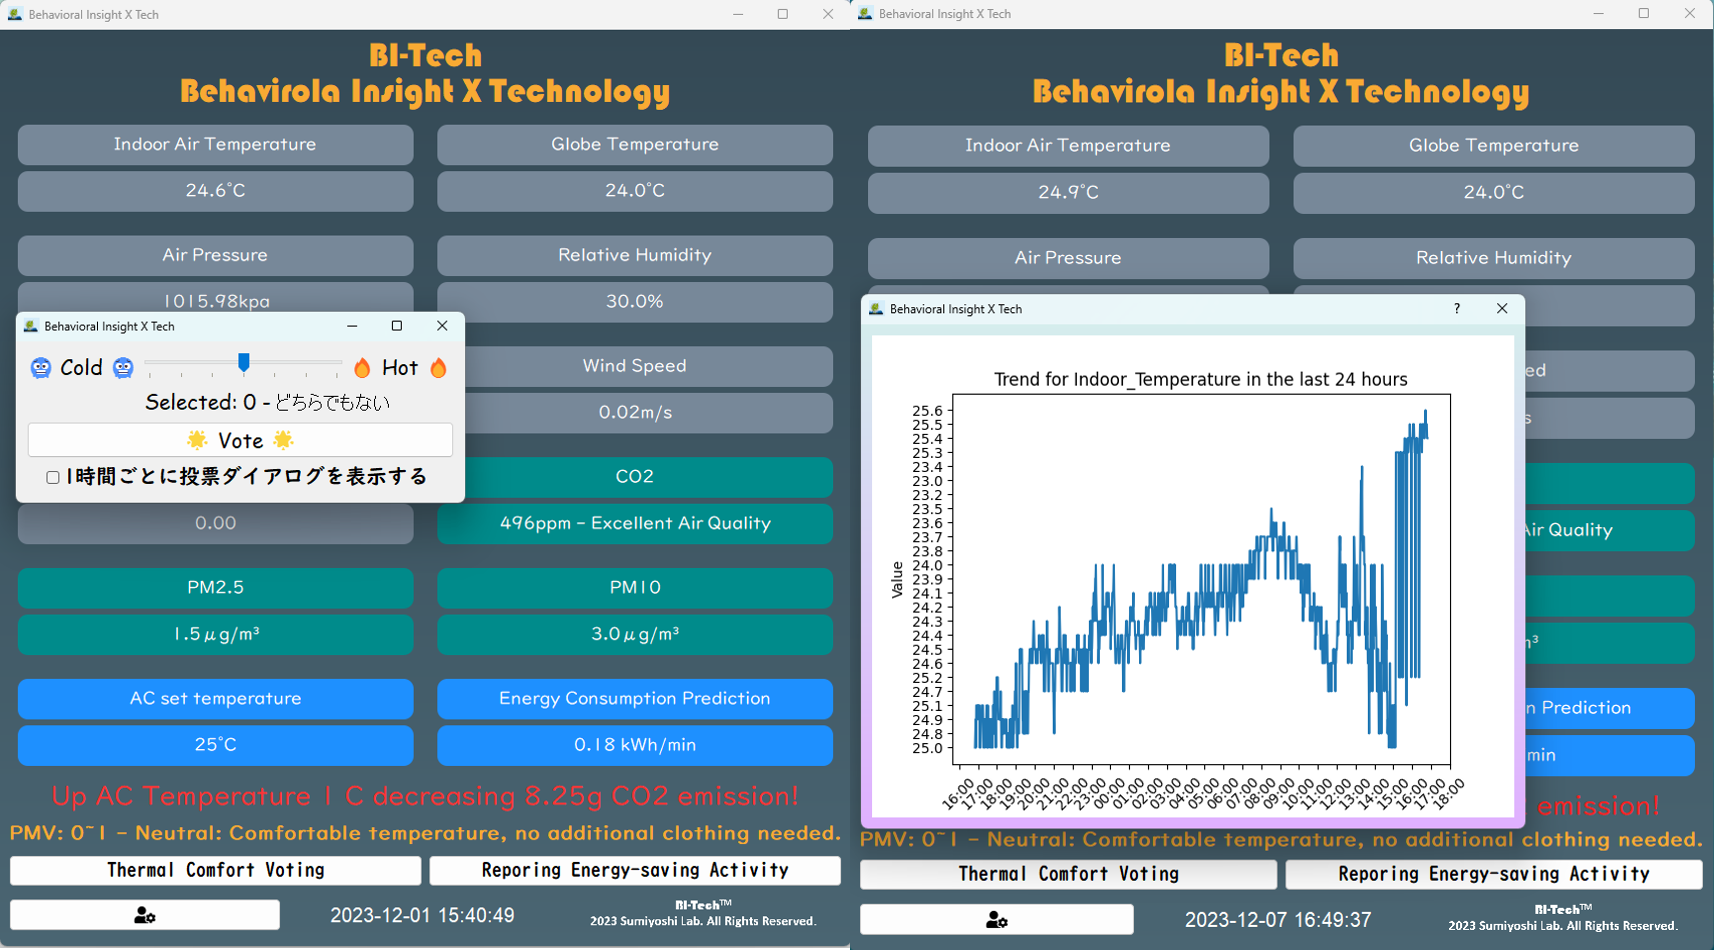 Behavioral Insight X Tech
BI-Tech
Behavirola Insight X Technology
Indoor Air Temperature
Globe Temperature
24.6°C
24.0°C
Air Pressure
Relative Humidity
1015.98kpa
30.0%
Behavioral Insight X Tech
Cold
Hot
Selected: 0 - どちらでもない
Vote
1時間ごとに投票ダイアログを表示する
Wind Speed
0.02m/s
CO2
0.00
496ppm - Excellent Air Quality
PM2.5
PM10
1.5μg/m³
3.0μg/m³
AC set temperature
Energy Consumption Prediction
25°C
0.18 kWh/min
Up AC Temperature 1 C decreasing 8.25g CO2 emission!
PMV: 0~1 - Neutral: Comfortable temperature, no additional clothing needed.
Thermal Comfort Voting
Reporing Energy-saving Activity
2023-12-01 15:40:49
BI-Tech™
2023 Sumiyoshi Lab. All Rights Reserved.
Behavioral Insight X Tech
BI-Tech
Behavirola Insight X Technology
Indoor Air Temperature
Globe Temperature
24.9°C
24.0°C
Air Pressure
Relative Humidity
Behavioral Insight X Tech
?
Trend for Indoor_Temperature in the last 24 hours
Value
25.6
25.5
25.4
25.3
23.4
23.0
23.2
23.5
23.6
23.7
23.8
24.0
23.9
24.1
24.2
24.3
24.4
24.5
24.6
25.2
24.7
25.1
24.9
24.8
25.0
16:00
17:00
18:00
19:00
20:00
21:00
22:00
23:00
00:00
01:00
02:00
03:00
04:00
05:00
06:00
07:00
08:00
09:00
10:00
11:00
12:00
13:00
14:00
15:00
16:00
17:00
18:00
ed
s
Air Quality
m³
n Prediction
min
emission!
PMV: 0~1 - Neutral: Comfortable temperature, no additional clothing needed.
Thermal Comfort Voting
Reporing Energy-saving Activity
2023-12-07 16:49:37
BI-Tech™
2023 Sumiyoshi Lab. All Rights Reserved.